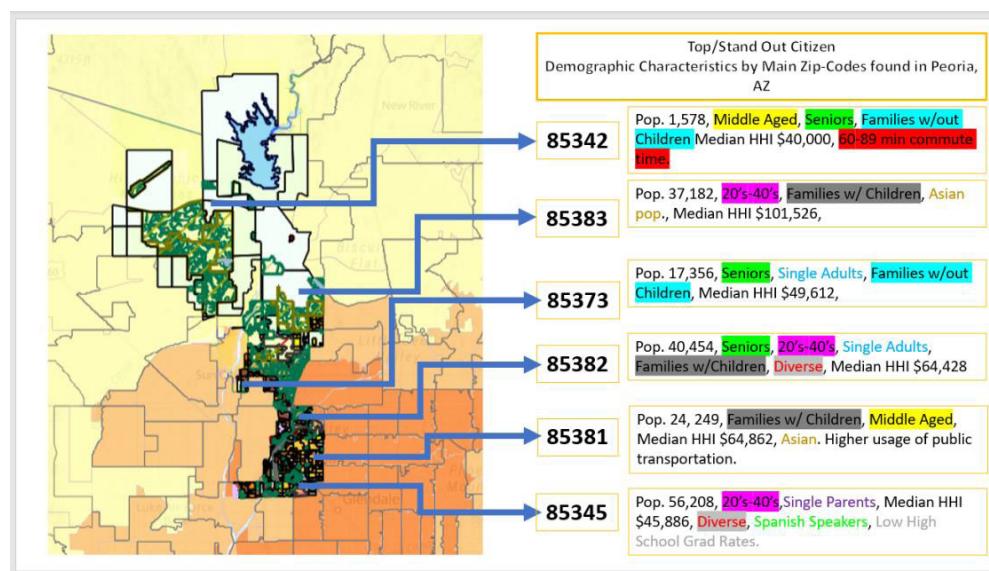 Top/Stand Out Citizen
Demographic Characteristics by Main Zip-Codes found in Peoria,
AZ
New River
85342
Pop. 1,578, Middle Aged, Seniors, Families w/out
Children Median HHI $40,000, 60-89 min commute
time.
85383
Pop. 37,182, 20's-40's, Families w/ Children, Asian
pop., Median HHI $101,526,
85373
Pop. 17,356, Seniors, Single Adults, Families w/out
Children, Median HHI $49,612,
85382
Pop. 40,454, Seniors, 20's-40's, Single Adults,
Families w/Children, Diverse, Median HHI $64,428
85381
Pop. 24, 249, Families w/ Children, Middle Aged,
Median HHI $64,862, Asian. Higher usage of public
transportation.
85345
Pop. 56,208, 20's-40's,Single Parents, Median HHI
$45,886, Diverse, Spanish Speakers, Low High
School Grad Rates.
Glendale